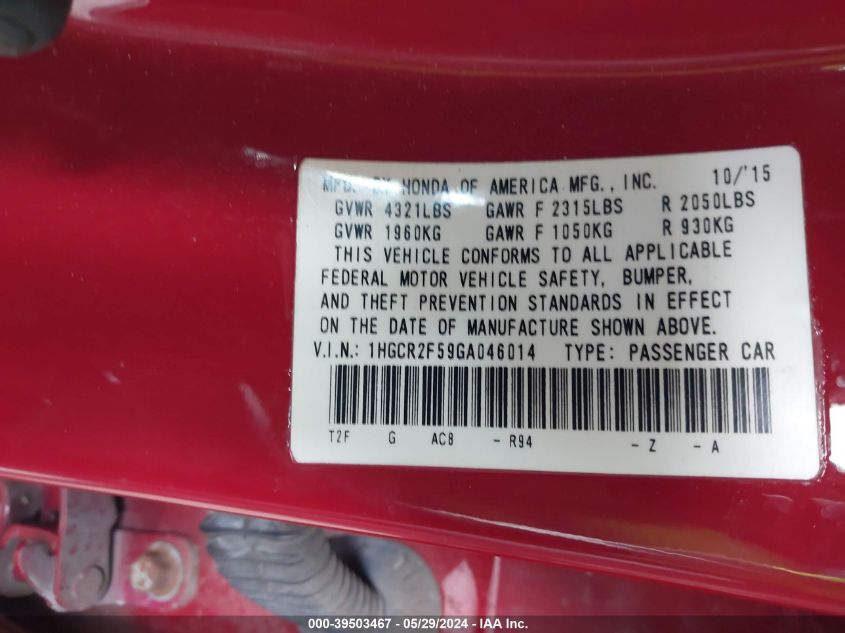 MFD. BY HONDA OF AMERICA MFG., INC. 10/'15
GVWR 4321LBS GAWR F 2315LBS R 2050LBS
GVWR 1960KG GAWR F 1050KG R 930KG
THIS VEHICLE CONFORMS TO ALL APPLICABLE
FEDERAL MOTOR VEHICLE SAFETY, BUMPER,
AND THEFT PREVENTION STANDARDS IN EFFECT
ON THE DATE OF MANUFACTURE SHOWN ABOVE.
V.I.N.: 1HGCR2F59GA046014 TYPE: PASSENGER CAR
T2F G AC8 - R94 - Z - A
000-39503467 - 05/29/2024 - IAA Inc.